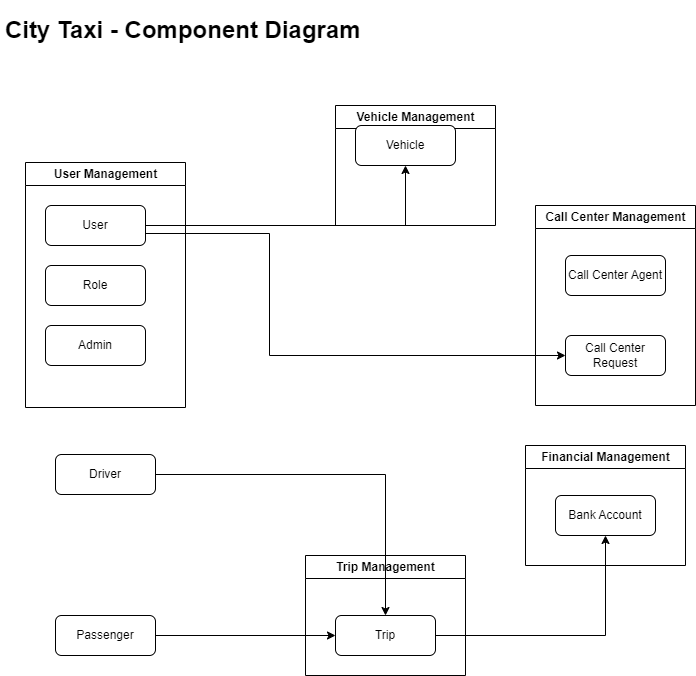 City Taxi - Component Diagram
Vehicle Management
Vehicle
User Management
User
Role
Admin
Call Center Management
Call Center Agent
Call Center
Request
Driver
Financial Management
Bank Account
Trip Management
Passenger
Trip